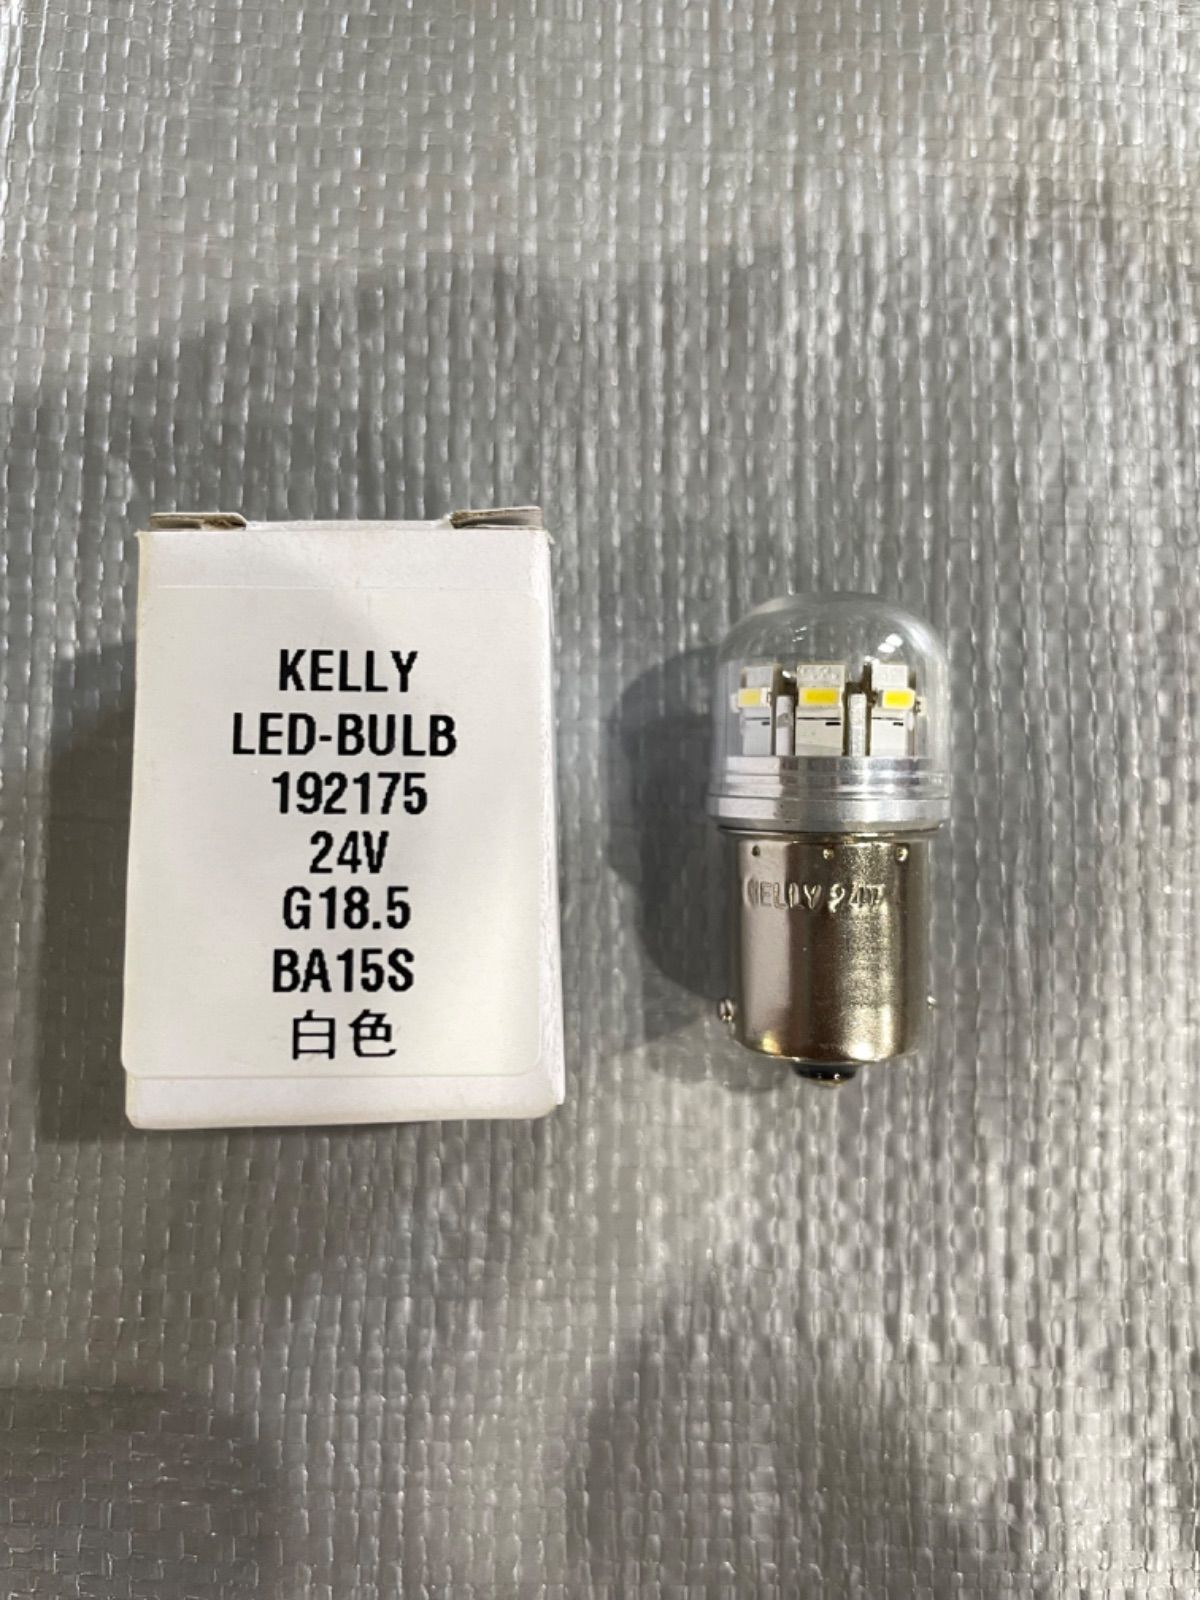 KELLY
LED-BULB
192175
24V
G18.5
BA15S
白色
KELLY 24V